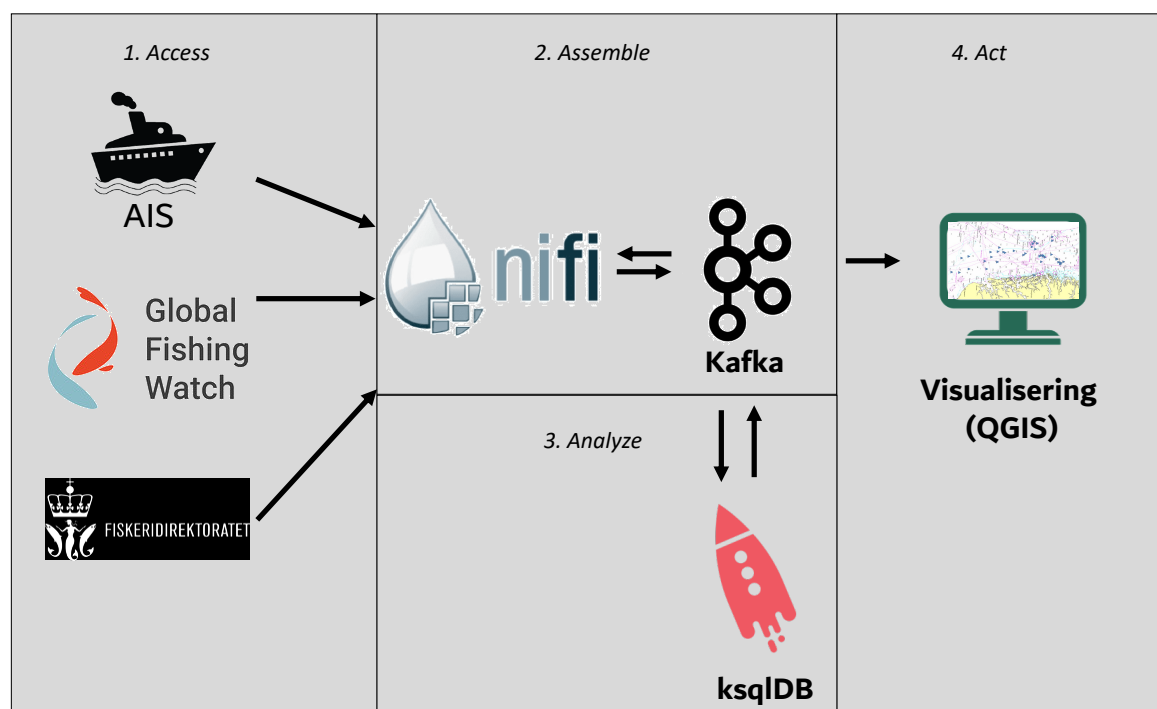 1. Access
AIS
Global
Fishing
Watch
FISKERIDIREKTORATET
2. Assemble
nifi
Kafka
3. Analyze
ksqlDB
4. Act
Visualisering
(QGIS)